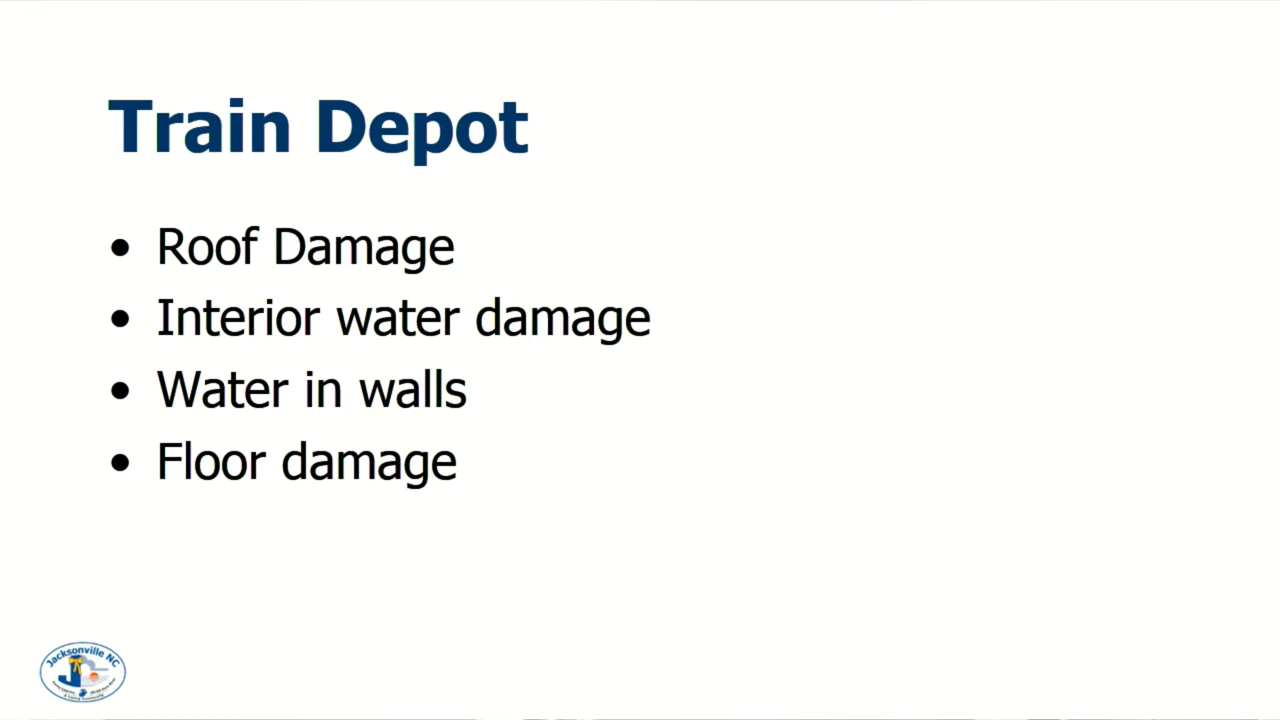 Train Depot
• Roof Damage
• Interior water damage
• Water in walls
• Floor damage
Jacksonville NC